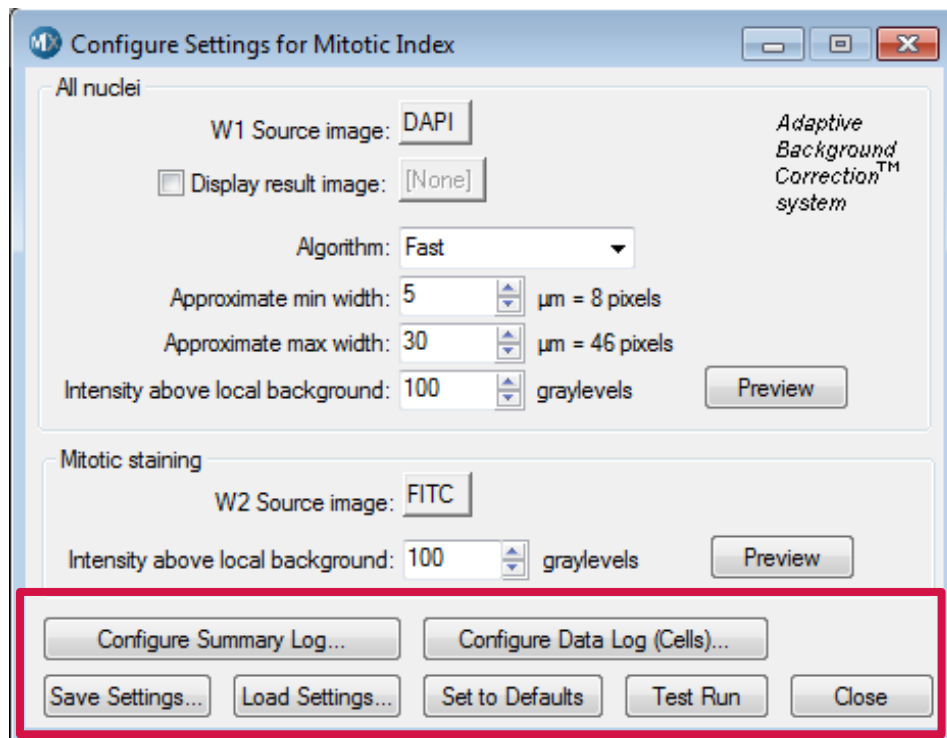 MX Configure Settings for Mitotic Index
All nuclei
W1 Source image: DAPI
Display result image: [None]
Adaptive
Background
Correction™
system
Algorithm: Fast
Approximate min width: 5 µm = 8 pixels
Approximate max width: 30 µm = 46 pixels
Intensity above local background: 100 graylevels Preview
Mitotic staining
W2 Source image: FITC
Intensity above local background: 100 graylevels Preview
Configure Summary Log... Configure Data Log (Cells)...
Save Settings... Load Settings... Set to Defaults Test Run Close